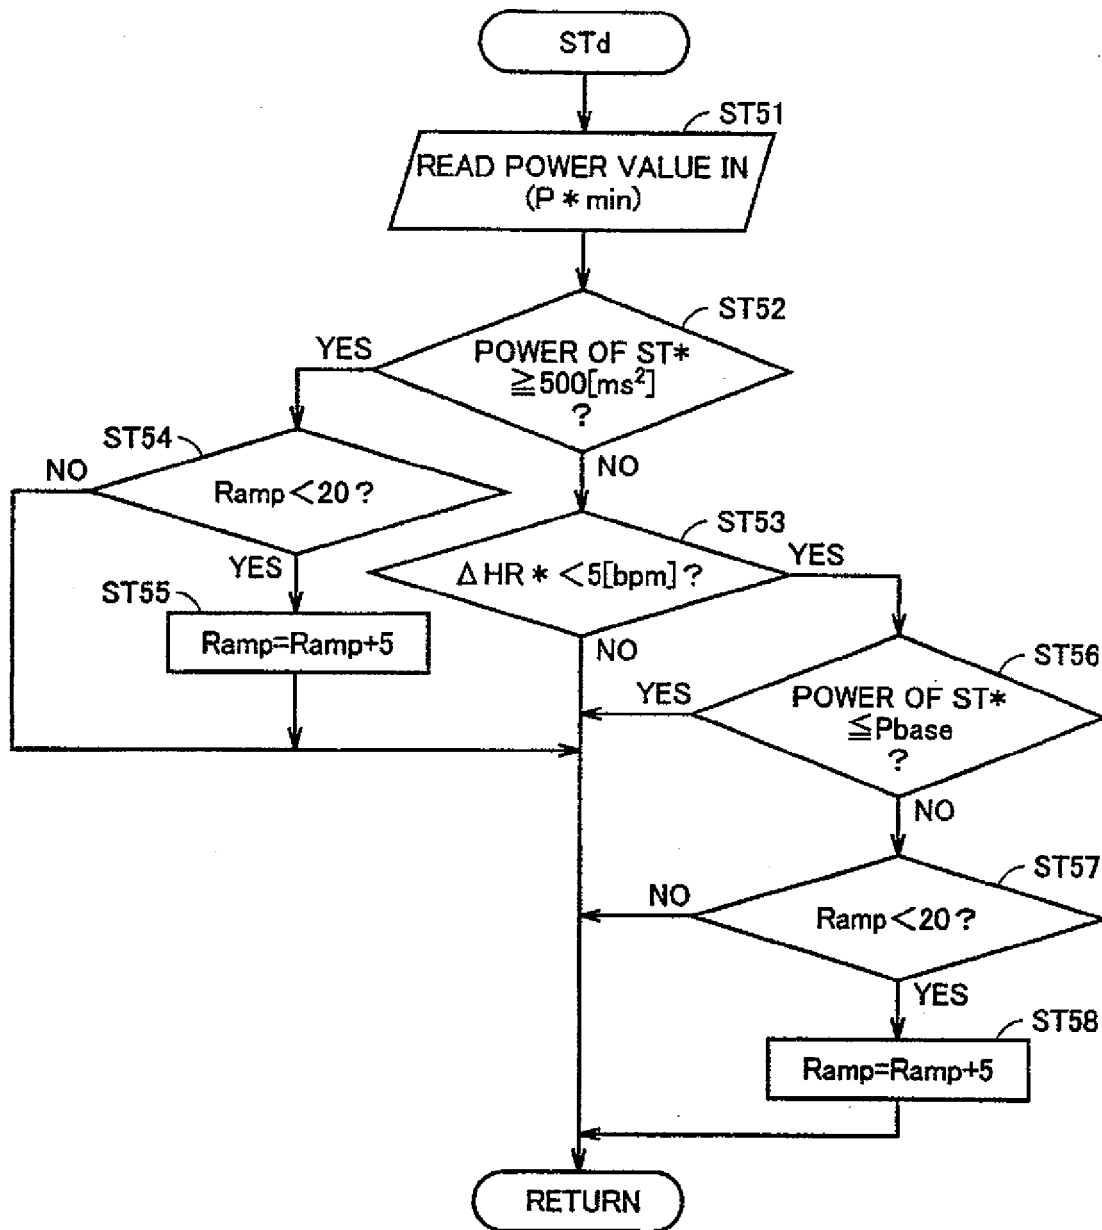 STd
ST51
READ POWER VALUE IN
(P * min)
ST52
YES
POWER OF ST*
≧500[ms²]
?
NO
ST54
NO
Ramp<20?
YES
ST53
ΔHR * <5[bpm]?
YES
NO
ST55
Ramp=Ramp+5
ST56
YES
POWER OF ST*
≦Pbase
?
NO
ST57
NO
Ramp<20?
YES
ST58
Ramp=Ramp+5
RETURN